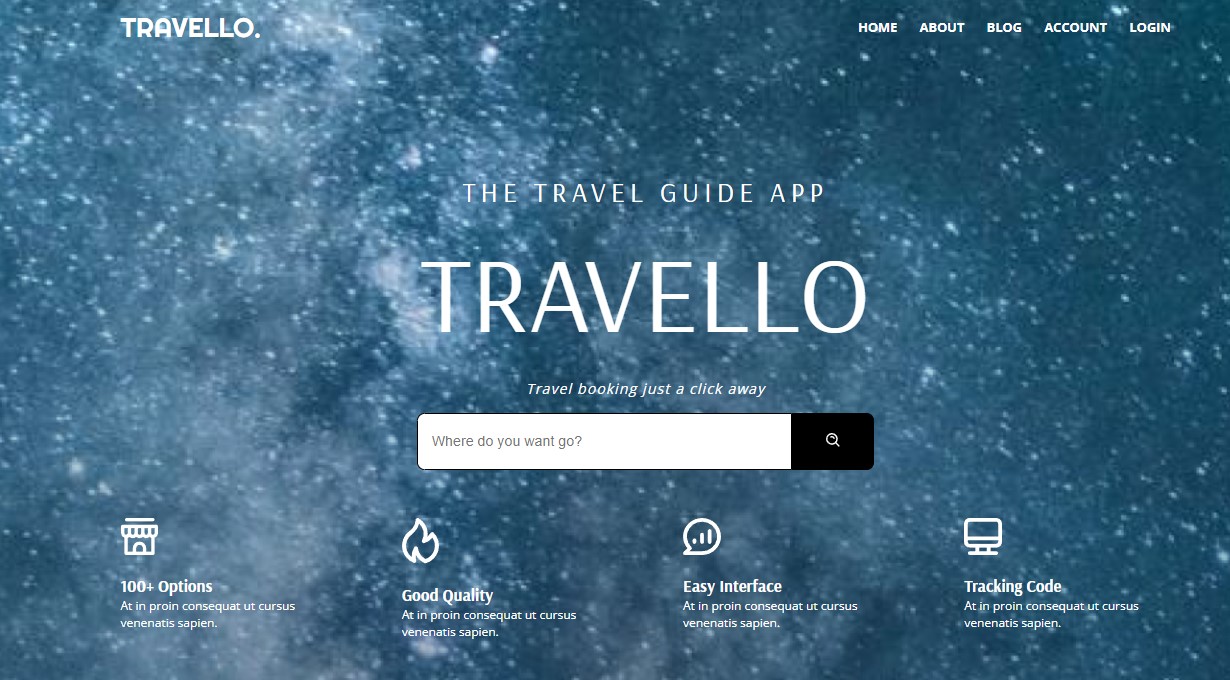 TRAVELLO.
HOME ABOUT BLOG ACCOUNT LOGIN
THE TRAVEL GUIDE APP
TRAVELLO
Travel booking just a click away
Where do you want go?
100+ Options
At in proin consequat ut cursus
venenatis sapien.
Good Quality
At in proin consequat ut cursus
venenatis sapien.
Easy Interface
At in proin consequat ut cursus
venenatis sapien.
Tracking Code
At in proin consequat ut cursus
venenatis sapien.